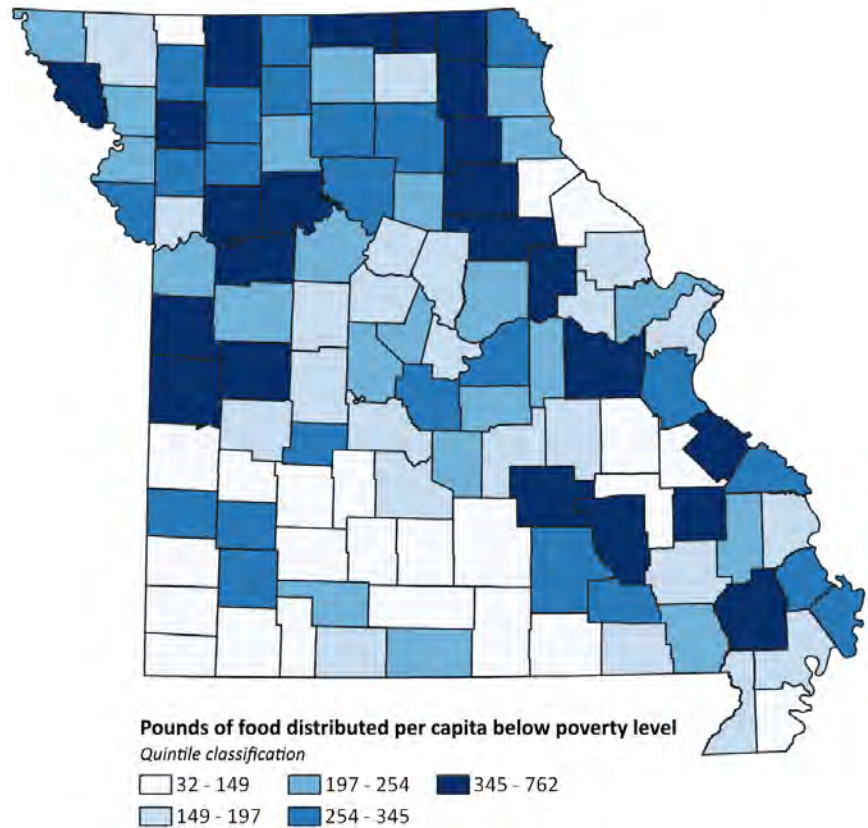 Pounds of food distributed per capita below poverty level
Quintile classification
32 - 149
197 - 254
345 - 762
149 - 197
254 - 345